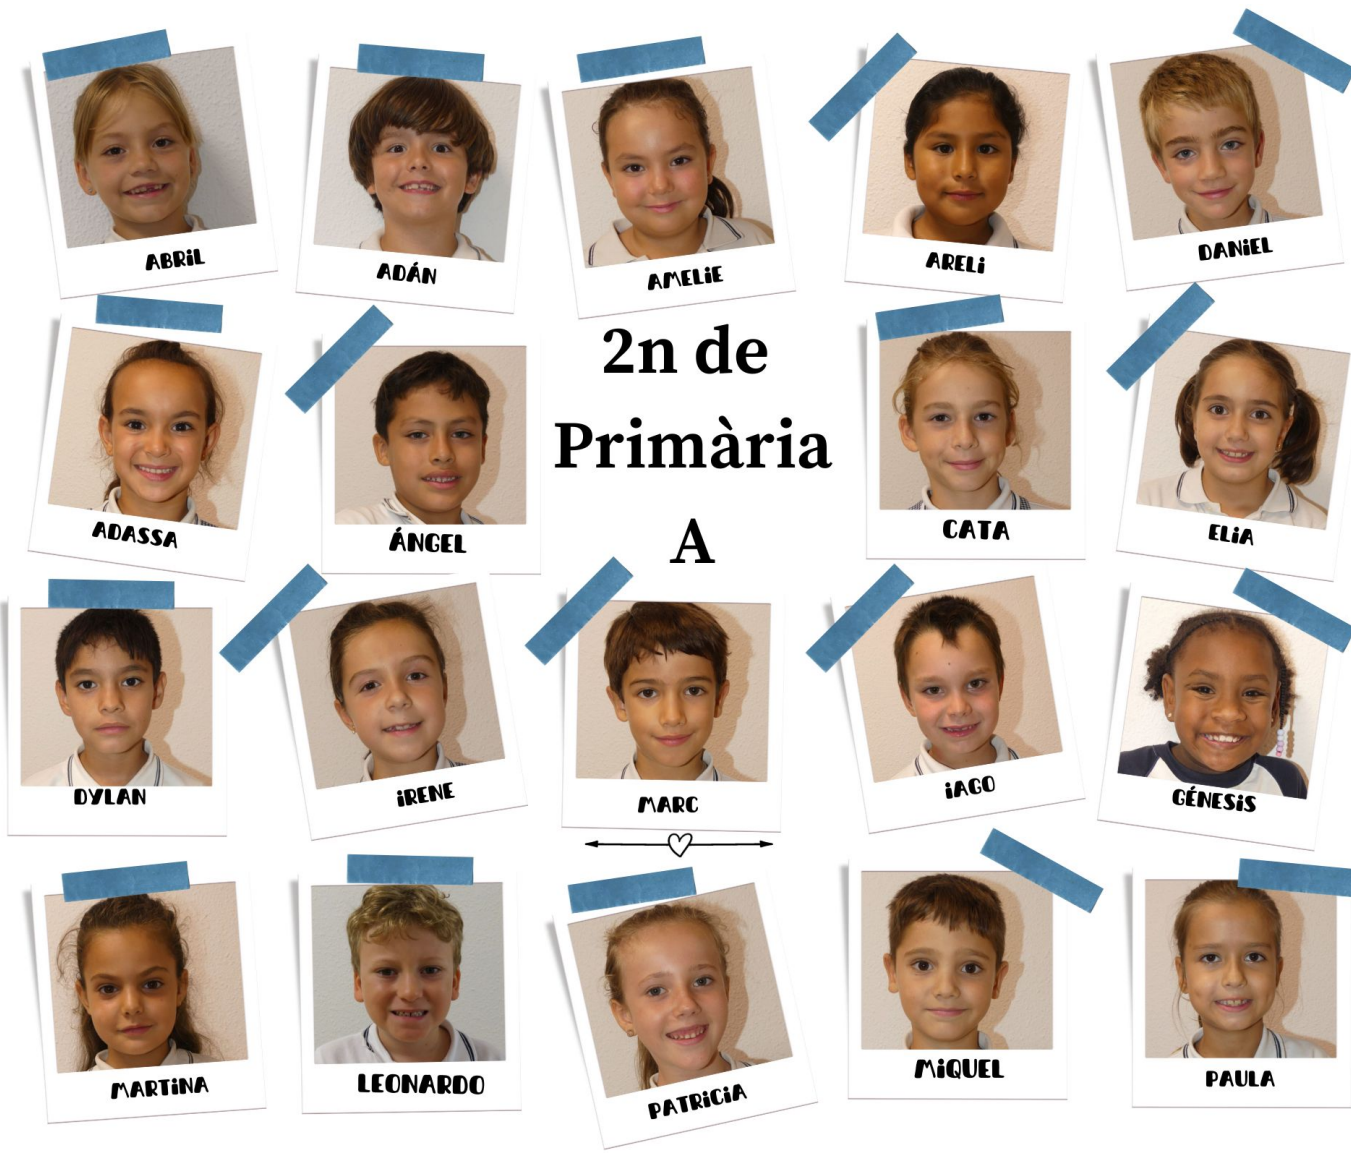 ABRiL
ADÁN
AMELiE
ARELi
DANiEL
2n de
Primària
A
ADASSA
ÁNGEL
CATA
ELiA
DYLAN
iRENE
MARC
iAGO
GÉNESiS
MARTiNA
LEONARDO
PATRiCiA
MiQUEL
PAULA